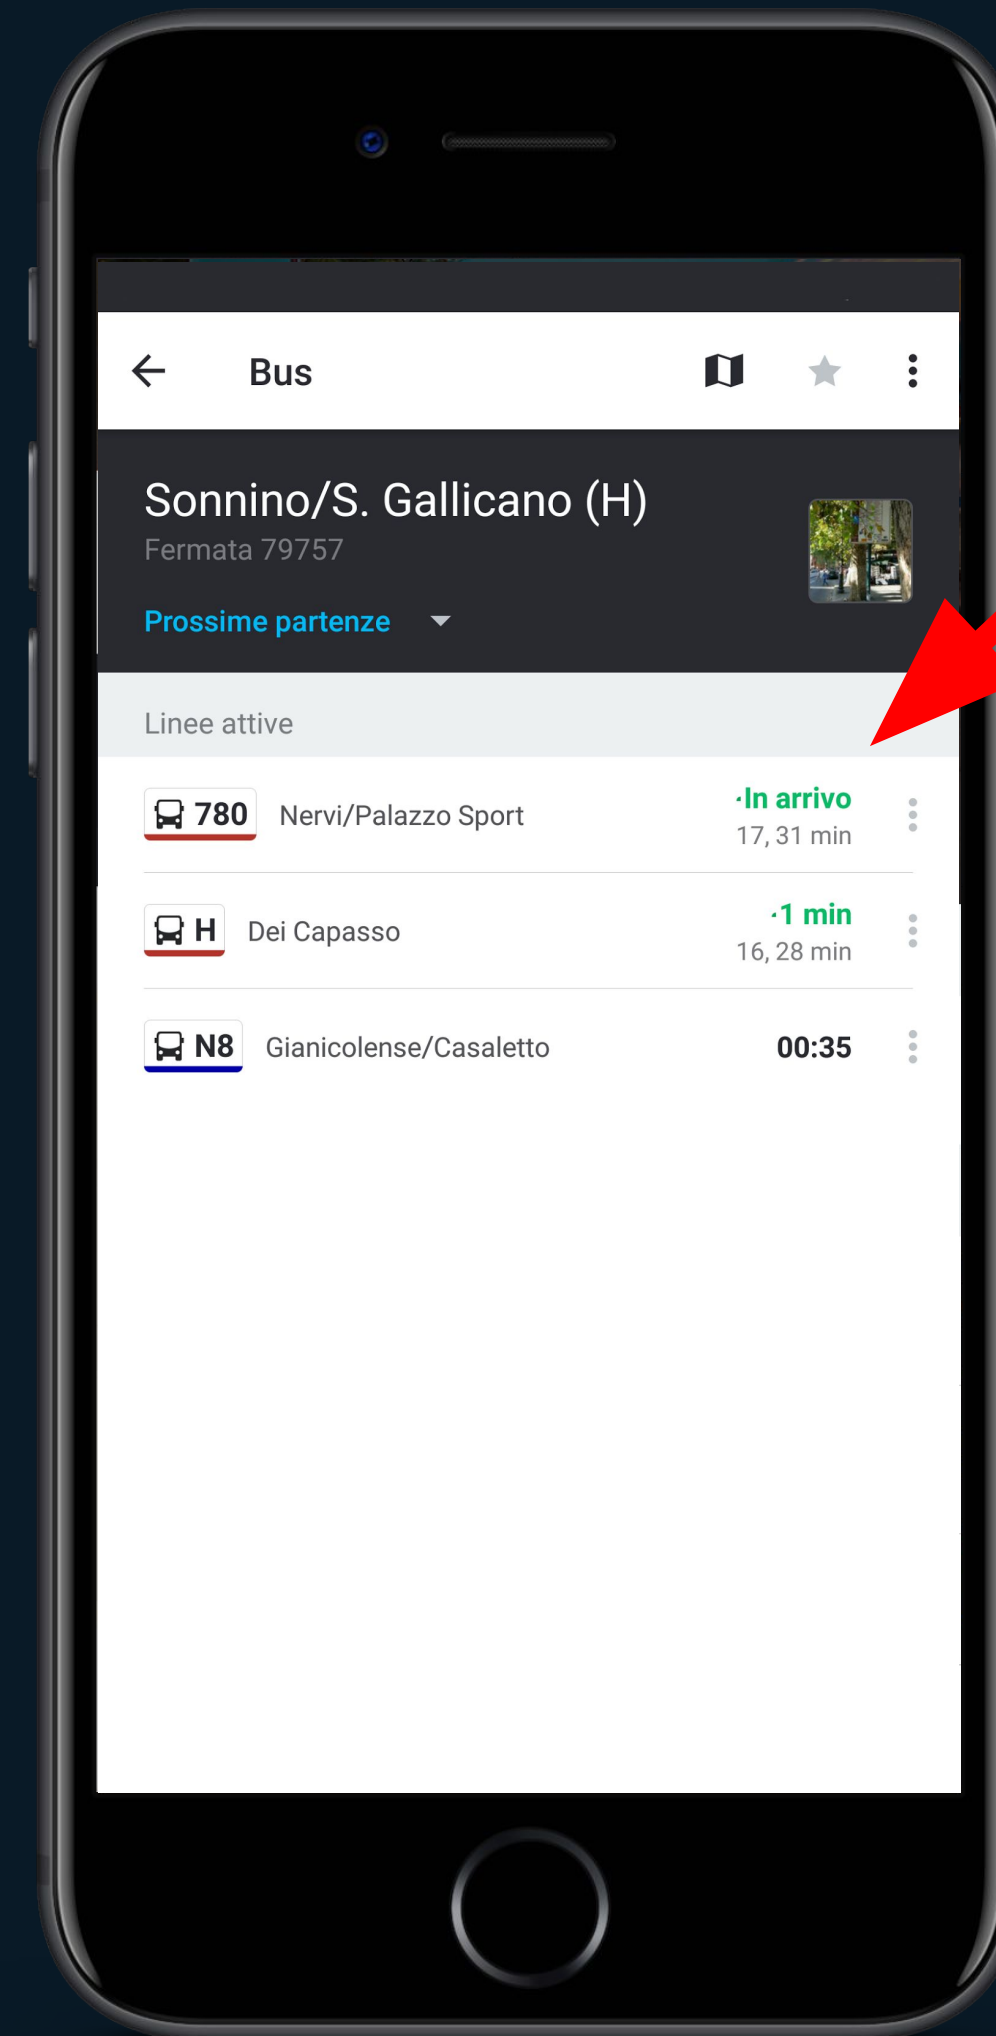 Bus
Sonnino/S. Gallicano (H)
Fermata 79757
Prossime partenze
Linee attive
780 Nervi/Palazzo Sport In arrivo
17, 31 min
H Dei Capasso 1 min
16, 28 min
N8 Gianicolense/Casaletto 00:35